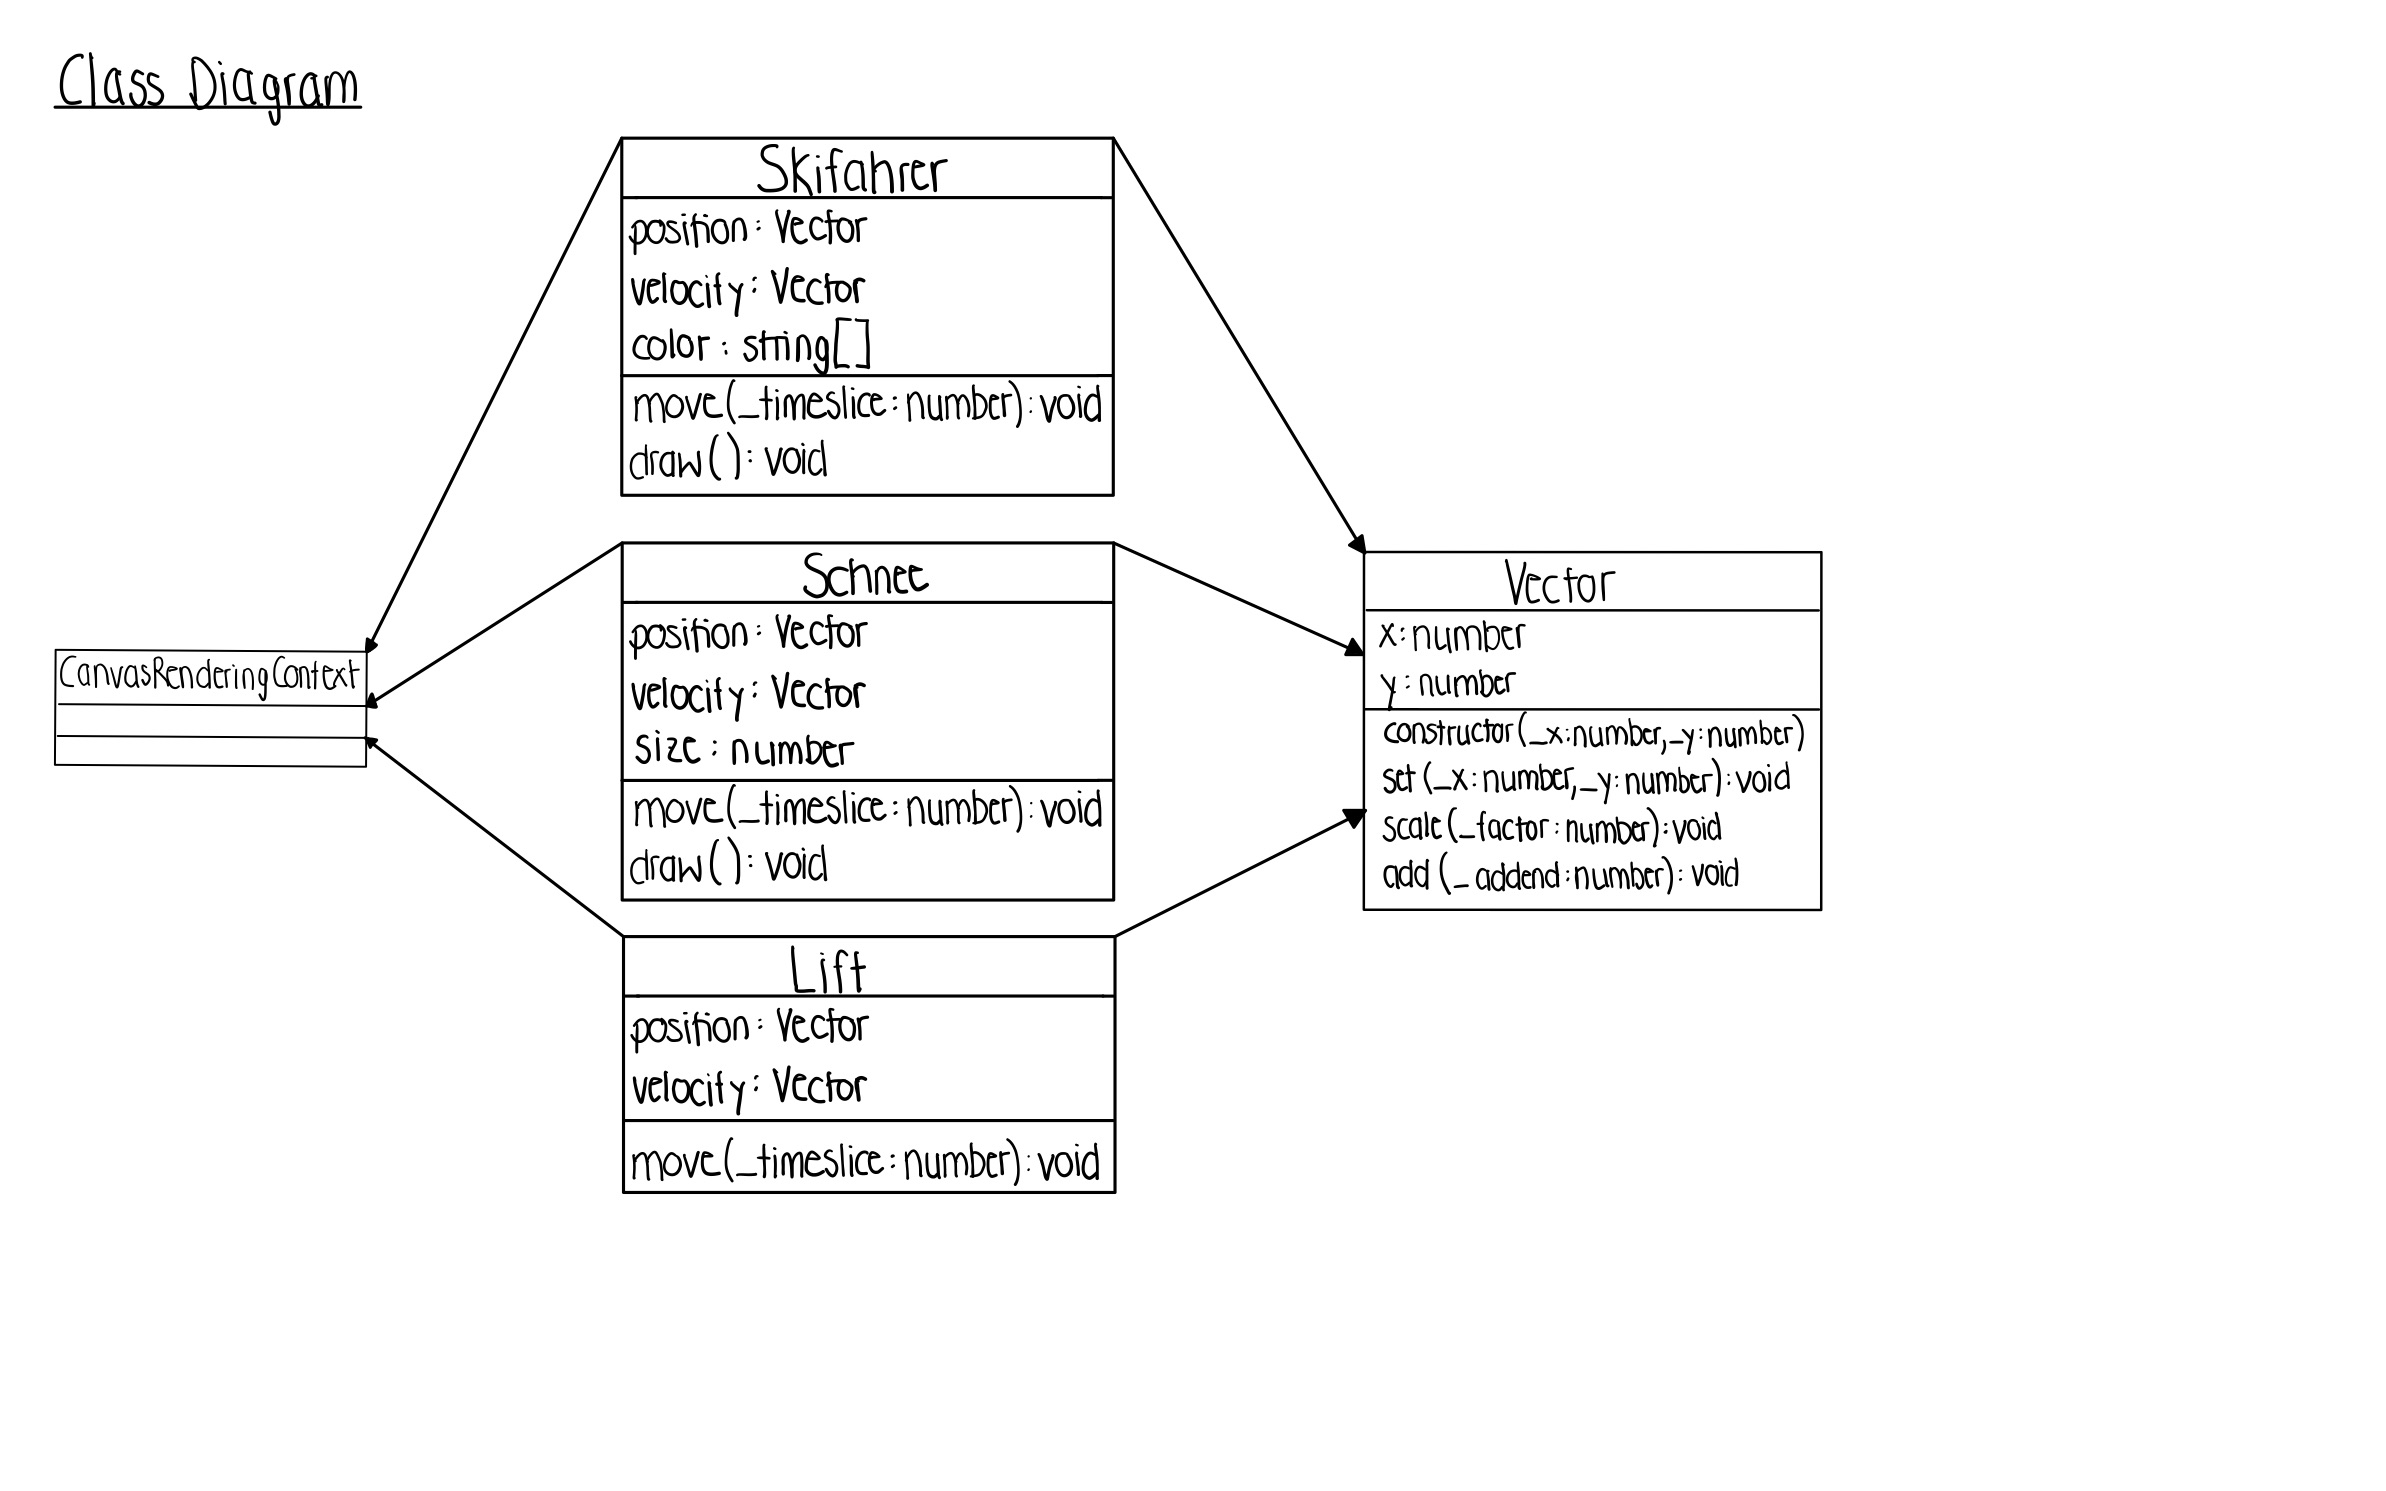 Class Diagram
Skifahrer
position: Vector
velocity: Vector
color: string[]
move(_timeslice:number):void
draw(): void
CanvasRenderingContext
Schnee
position: Vector
velocity: Vector
size: number
move(_timeslice:number):void
draw(): void
Lift
position: Vector
velocity: Vector
move(_timeslice:number):void
Vector
x: number
y: number
constructor(_x:number,_y:number)
set(_x:number,_y:number):void
scale(_factor:number):void
add(_addend:number):void